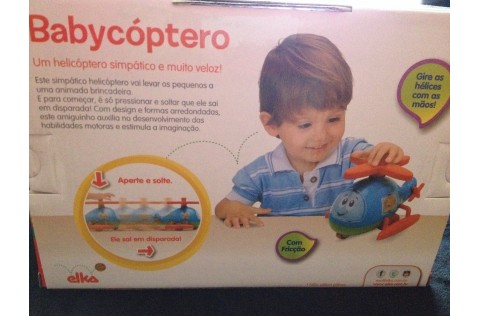 Babycóptero
Um helicóptero simpático e muito veloz!
Este simpático helicóptero vai levar os pequenos a
uma animada brincadeira.
E para começar, é só pressionar e soltar que ele sai
em disparada! Com design e formas arredondadas,
este amiguinho auxilia no desenvolvimento das
habilidades motoras e estimula a imaginação.
Gire as
hélices
com as
mãos!
Aperte e solte.
Ele sai em disparada!
Com
Fricção
elka